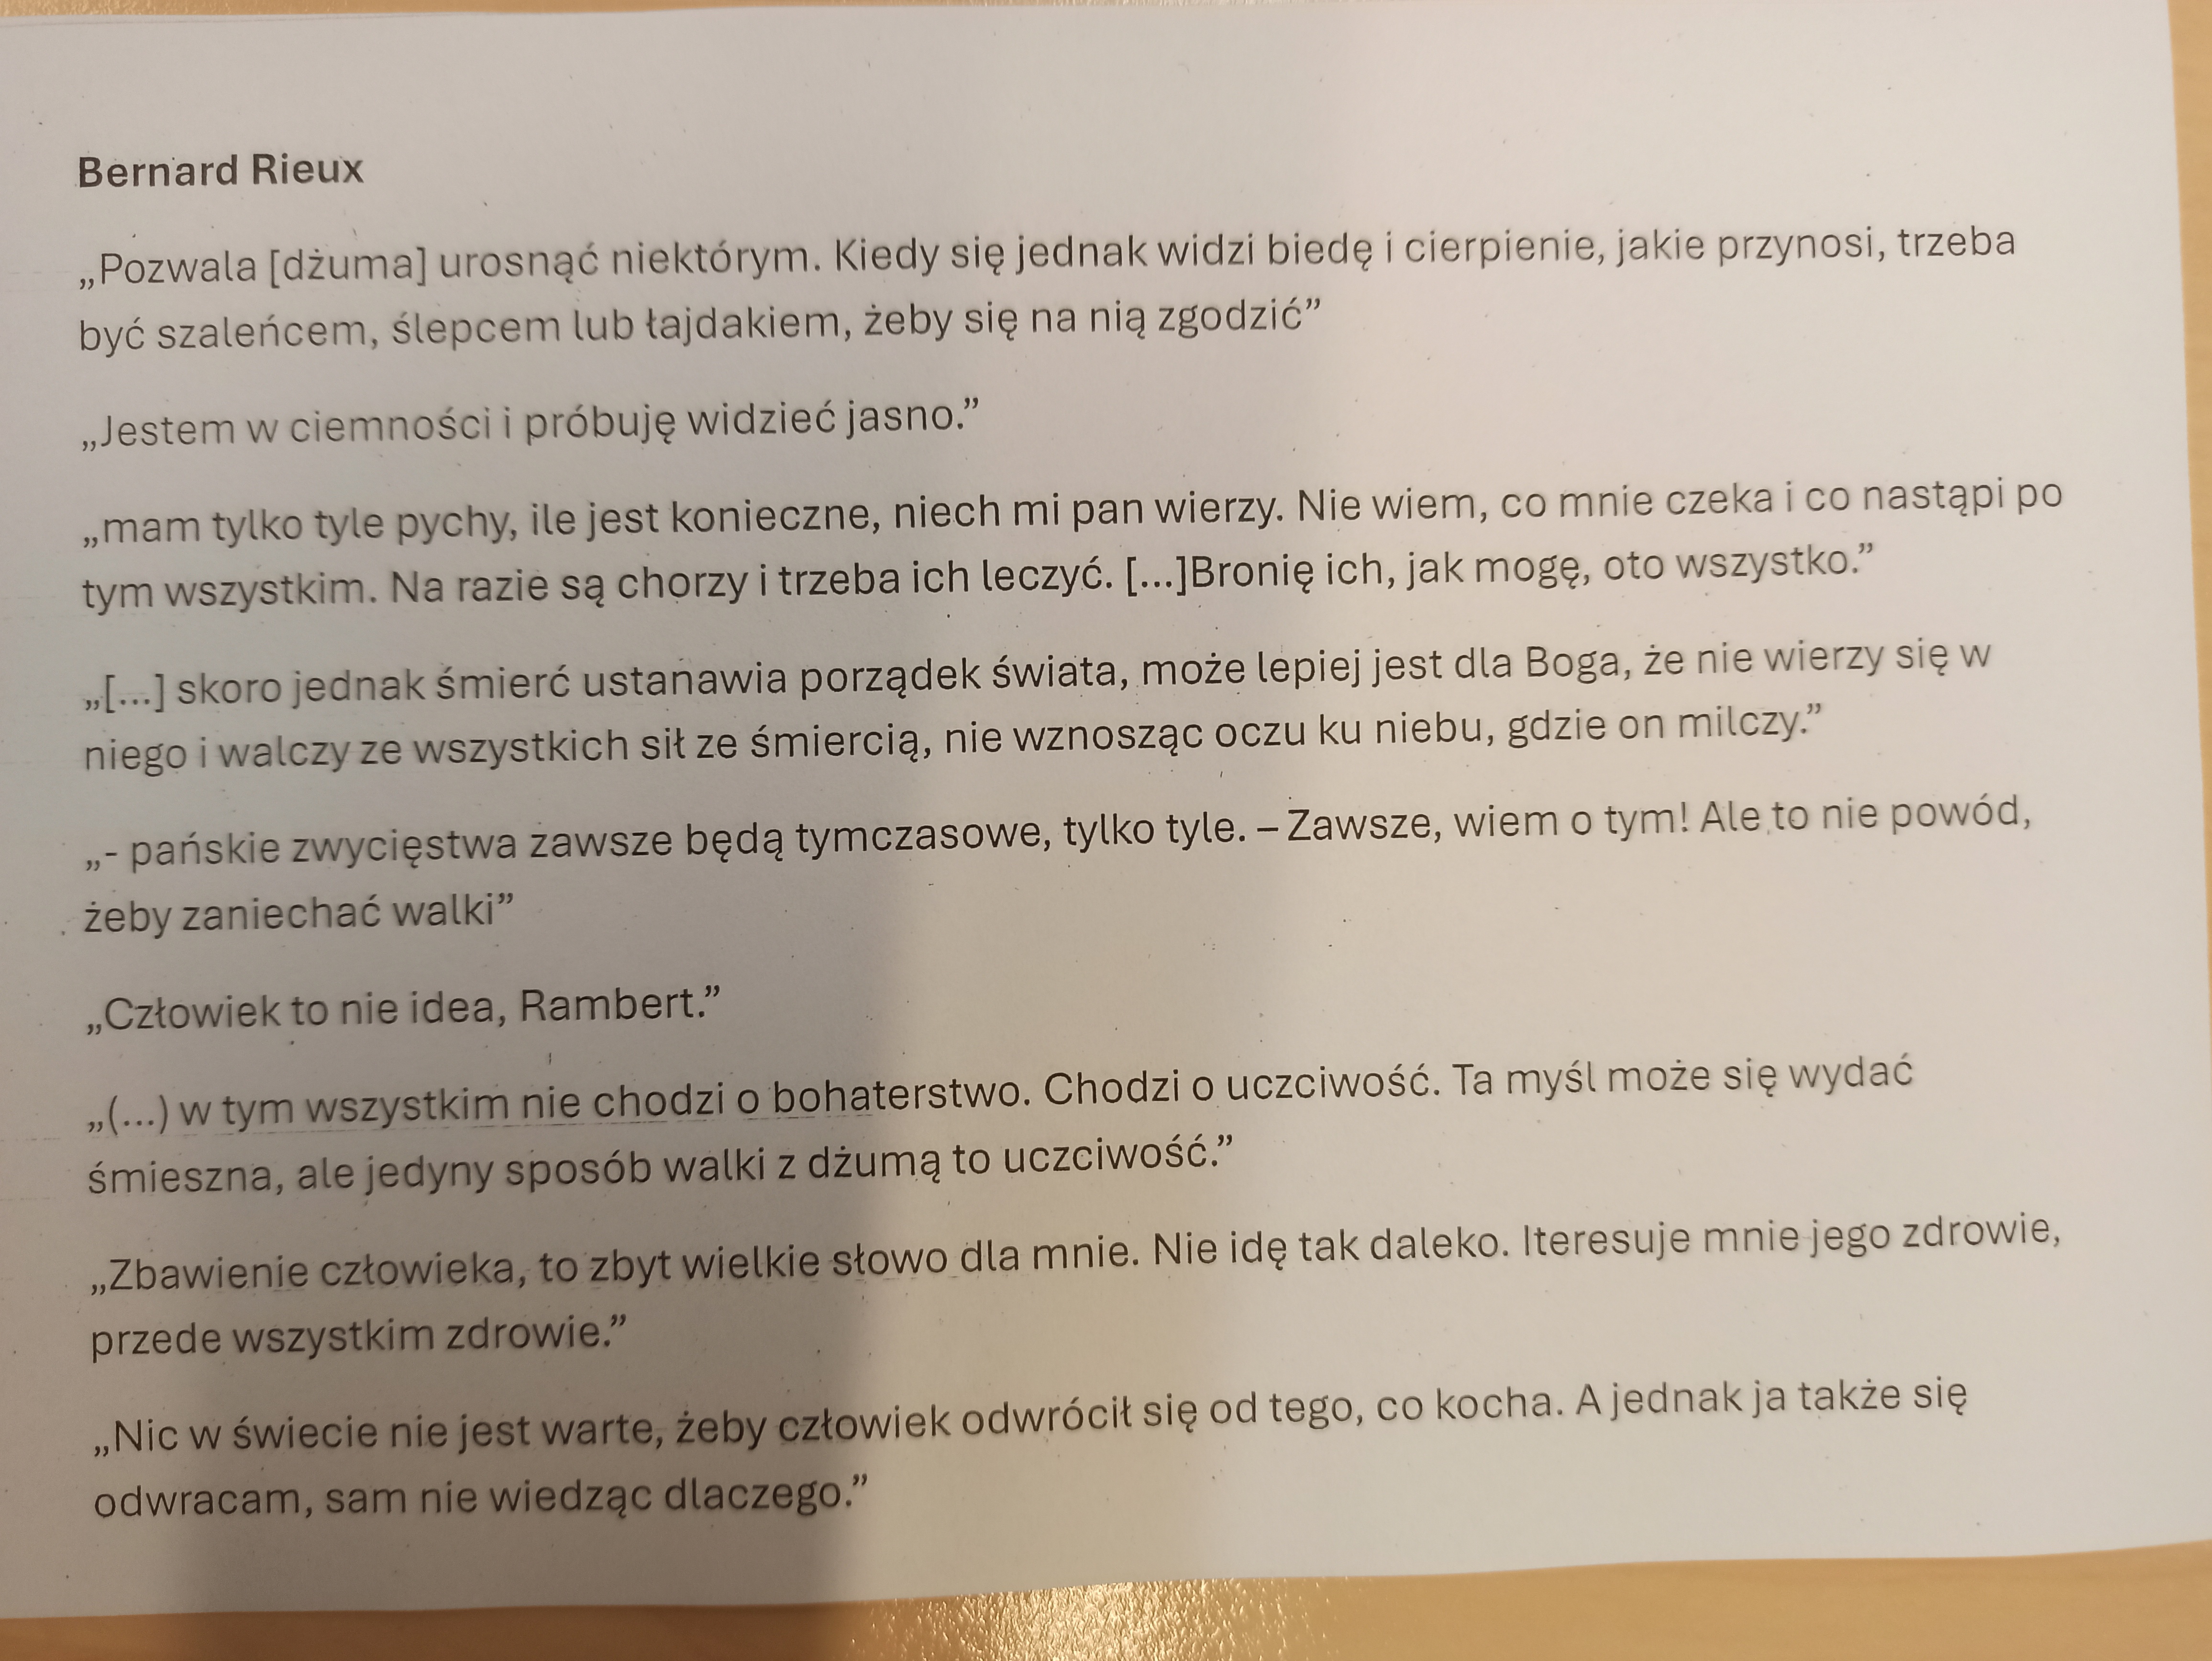 Bernard Rieux
„Pozwala [dżuma] urosnąć niektórym. Kiedy się jednak widzi biedę i cierpienie, jakie przynosi, trzeba
być szaleńcem, ślepcem lub łajdakiem, żeby się na nią zgodzić”
„Jestem w ciemności i próbuję widzieć jasno.”
„mam tylko tyle pychy, ile jest konieczne, niech mi pan wierzy. Nie wiem, co mnie czeka i co nastąpi po
tym wszystkim. Na razie są chorzy i trzeba ich leczyć. [...]Bronię ich, jak mogę, oto wszystko.”
„[...] skoro jednak śmierć ustanawia porządek świata, może lepiej jest dla Boga, że nie wierzy się w
niego i walczy ze wszystkich sił ze śmiercią, nie wznosząc oczu ku niebu, gdzie on milczy.”
„- pańskie zwycięstwa zawsze będą tymczasowe, tylko tyle. – Zawsze, wiem o tym! Ale to nie powód,
żeby zaniechać walki”
„Człowiek to nie idea, Rambert.”
„(...) w tym wszystkim nie chodzi o bohaterstwo. Chodzi o uczciwość. Ta myśl może się wydać
śmieszna, ale jedyny sposób walki z dżumą to uczciwość.”
„Zbawienie człowieka, to zbyt wielkie słowo dla mnie. Nie idę tak daleko. Iteresuje mnie jego zdrowie,
przede wszystkim zdrowie.”
„Nic w świecie nie jest warte, żeby człowiek odwrócił się od tego, co kocha. A jednak ja także się
odwracam, sam nie wiedząc dlaczego.”